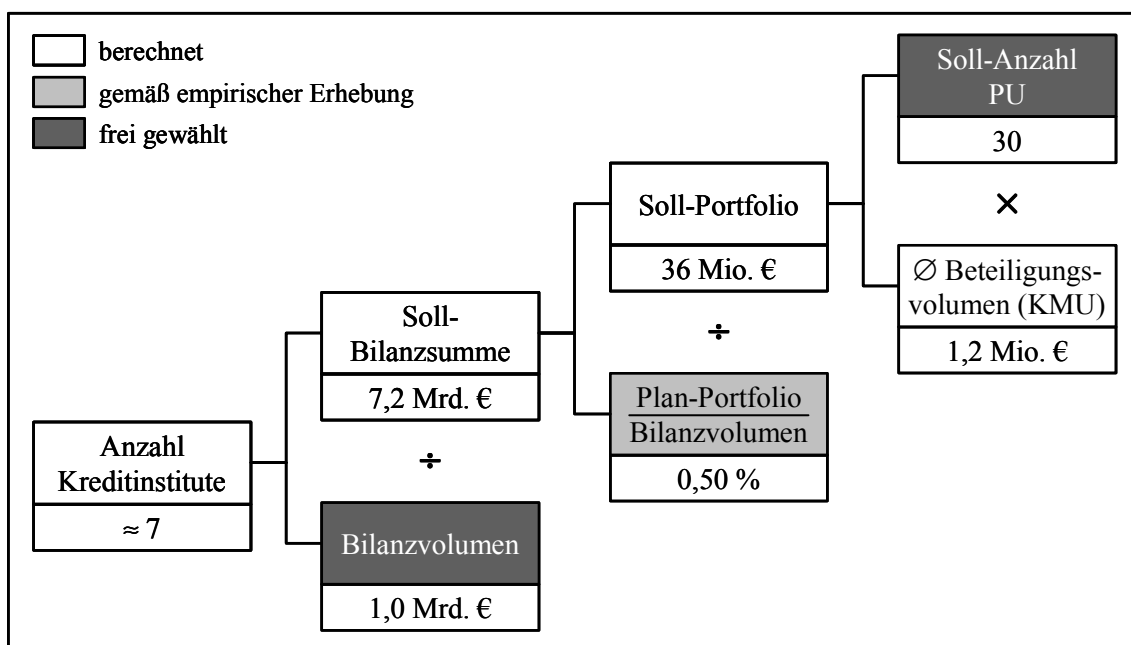 berechnet
gemäß empirischer Erhebung
frei gewählt
Soll-Anzahl
PU
30
×
Ø Beteiligungs-
volumen (KMU)
1,2 Mio. €
Soll-Portfolio
36 Mio. €
÷
Plan-Portfolio
Bilanzvolumen
0,50 %
Soll-
Bilanzsumme
7,2 Mrd. €
÷
Bilanzvolumen
1,0 Mrd. €
Anzahl
Kreditinstitute
≈ 7